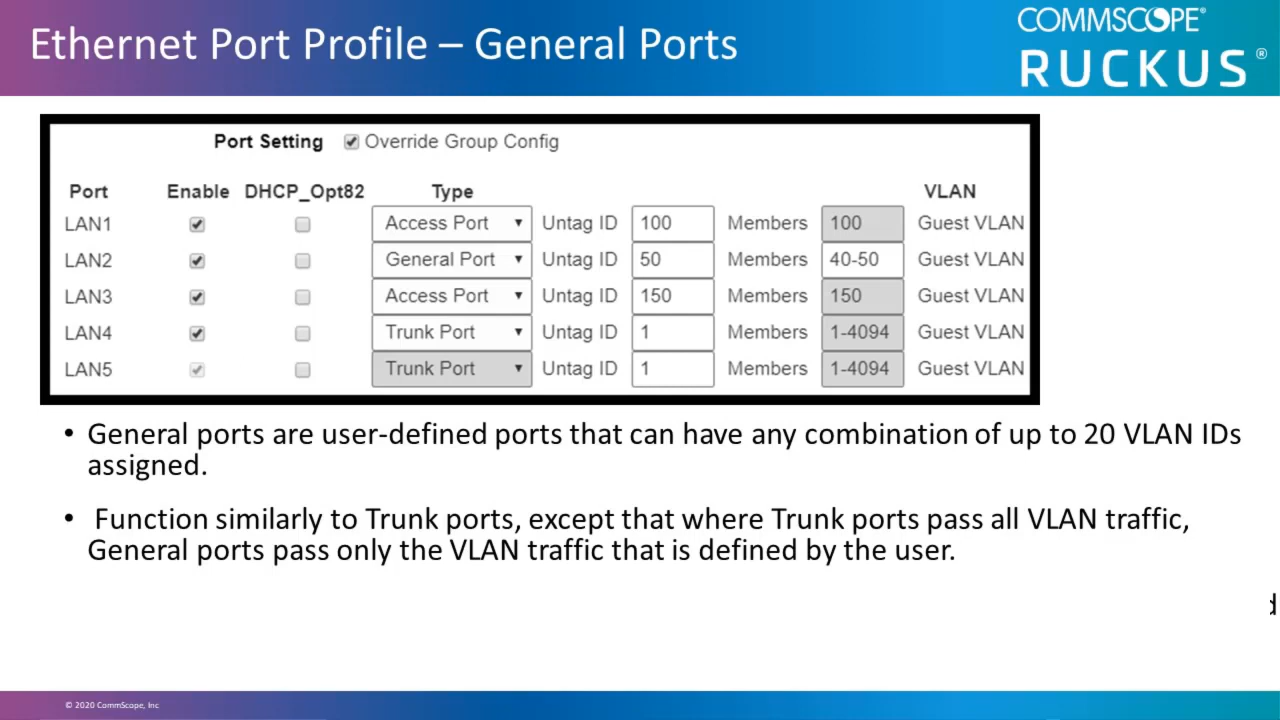 Ethernet Port Profile – General Ports
COMMSCOPE®
RUCKUS®
Port Setting Override Group Config
Port Enable DHCP_Opt82 Type VLAN
LAN1 Access Port Untag ID 100 Members 100 Guest VLAN
LAN2 General Port Untag ID 50 Members 40-50 Guest VLAN
LAN3 Access Port Untag ID 150 Members 150 Guest VLAN
LAN4 Trunk Port Untag ID 1 Members 1-4094 Guest VLAN
LAN5 Trunk Port Untag ID 1 Members 1-4094 Guest VLAN
• General ports are user-defined ports that can have any combination of up to 20 VLAN IDs
assigned.
• Function similarly to Trunk ports, except that where Trunk ports pass all VLAN traffic,
General ports pass only the VLAN traffic that is defined by the user.
© 2020 CommScope, Inc